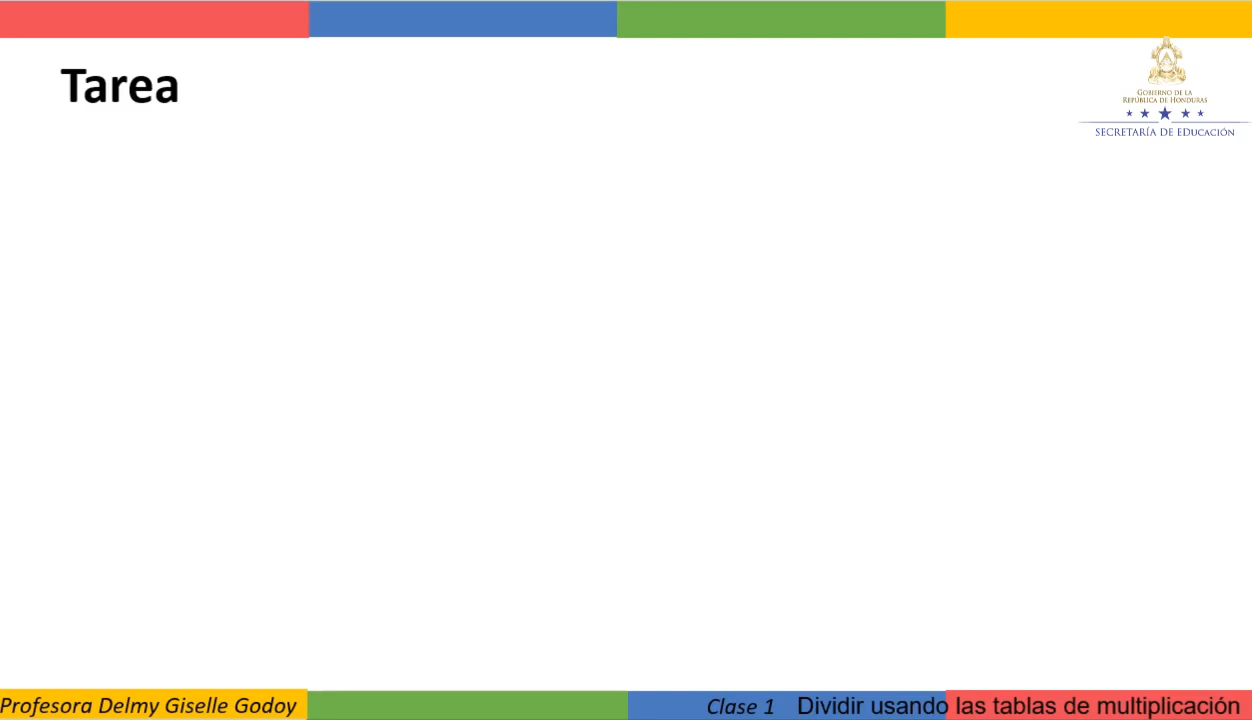 Tarea
GOBIERNO DE LA
REPÚBLICA DE HONDURAS
SECRETARÍA DE EDUCACIÓN
Profesora Delmy Giselle Godoy
Clase 1 Dividir usando las tablas de multiplicación